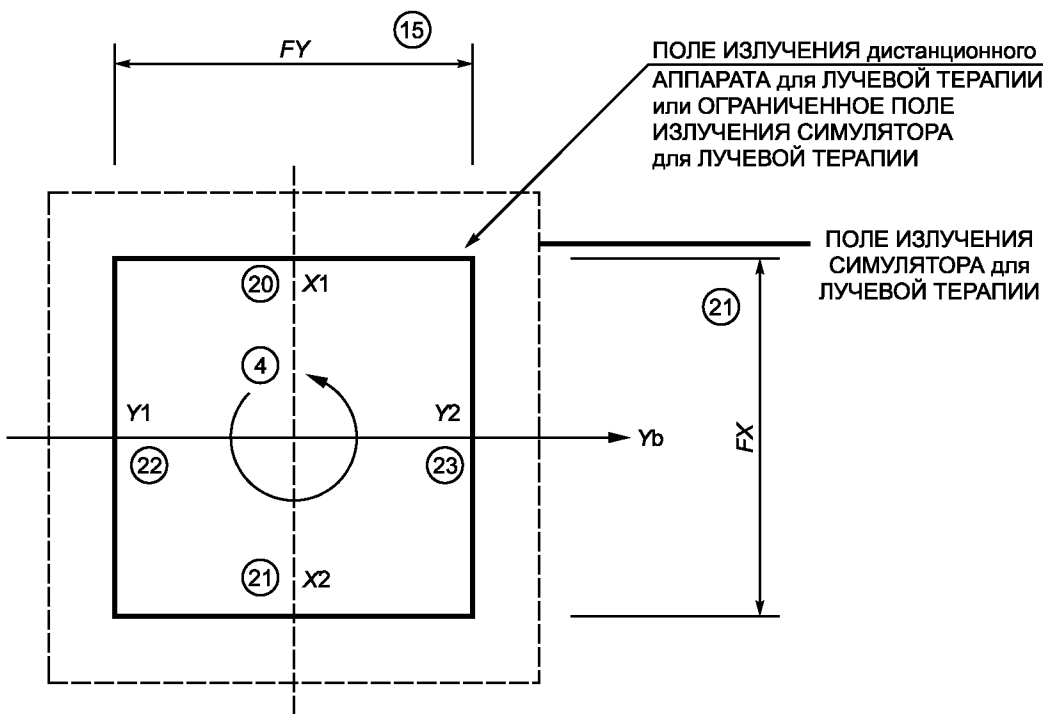 15
FY
ПОЛЕ ИЗЛУЧЕНИЯ дистанционного
АППАРАТА для ЛУЧЕВОЙ ТЕРАПИИ
или ОГРАНИЧЕННОЕ ПОЛЕ
ИЗЛУЧЕНИЯ СИМУЛЯТОРА
для ЛУЧЕВОЙ ТЕРАПИИ
ПОЛЕ ИЗЛУЧЕНИЯ
СИМУЛЯТОРА для
ЛУЧЕВОЙ ТЕРАПИИ
20 X1
21
4
Y1 Y2
Yb
FX
22 23
21 X2